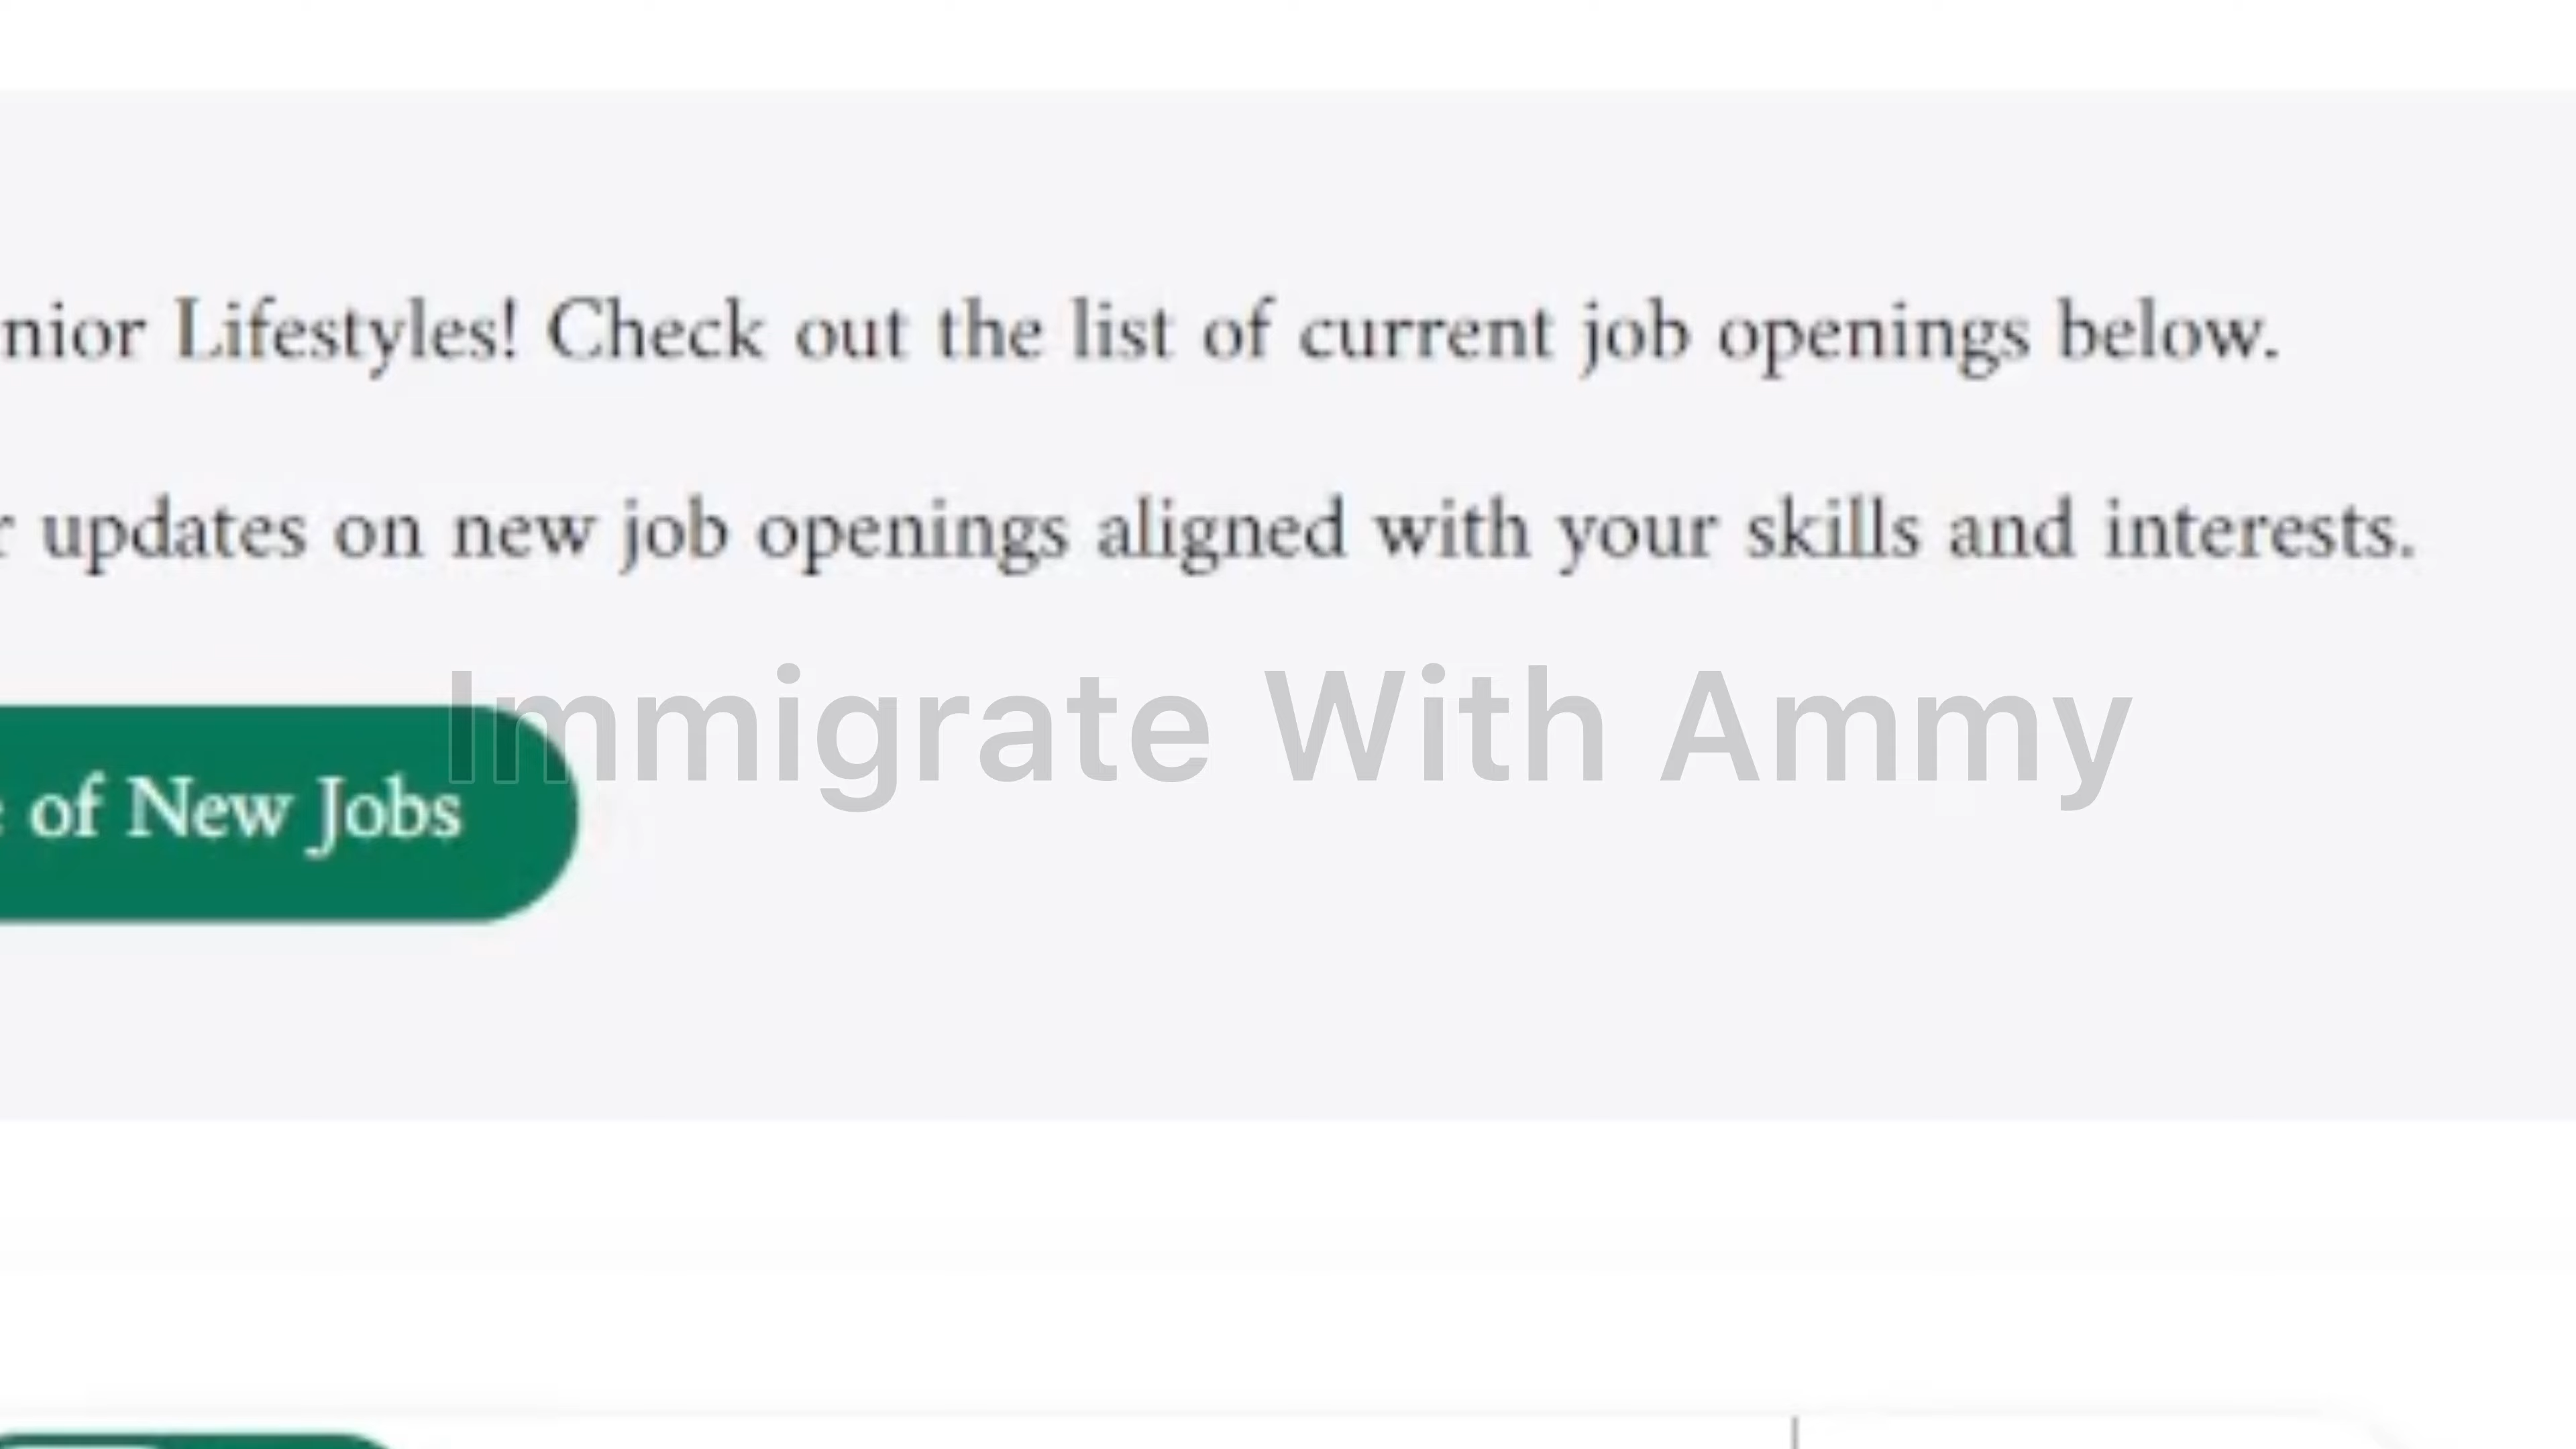 nior Lifestyles! Check out the list of current job openings below.
updates on new job openings aligned with your skills and interests.
Immigrate With Ammy
of New Jobs